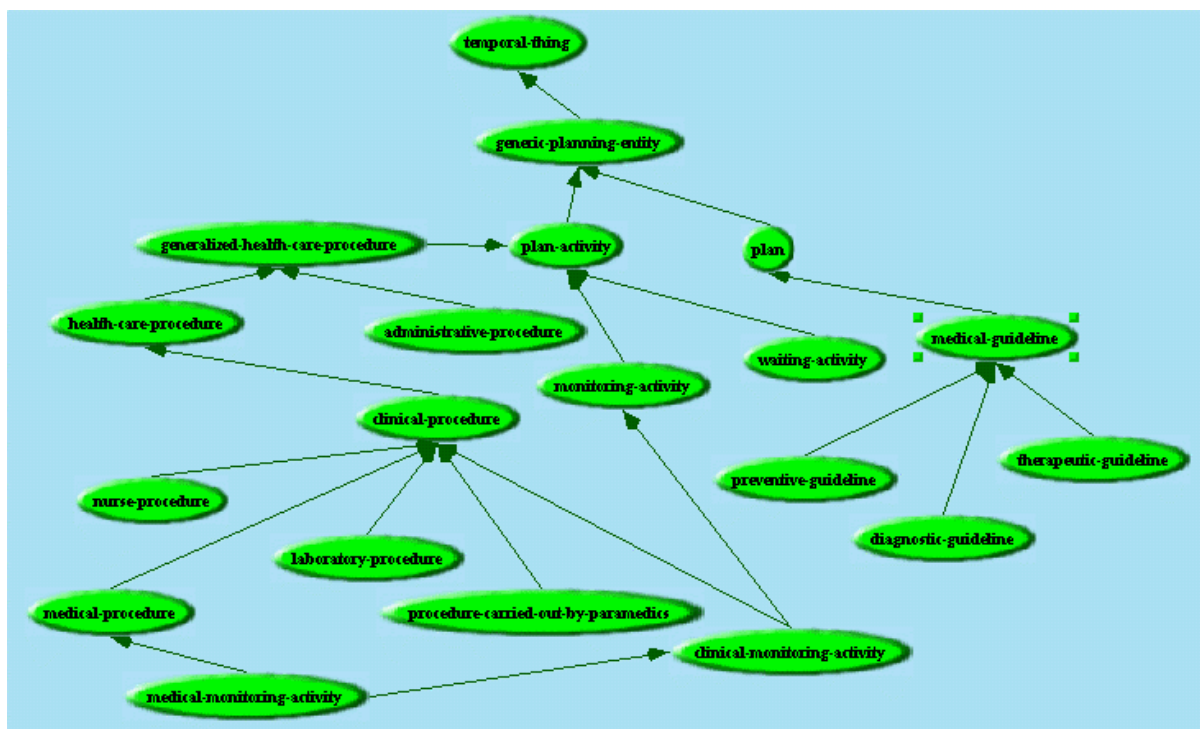 temporal-thing
generic-planning-entity
generalized-health-care-procedure
plan-activity
plan
health-care-procedure
administrative-procedure
medical-guideline
waiting-activity
monitoring-activity
clinical-procedure
therapeutic-guideline
preventive-guideline
nurse-procedure
diagnostic-guideline
laboratory-procedure
medical-procedure
procedure-carried-out-by-paramedics
clinical-monitoring-activity
medical-monitoring-activity